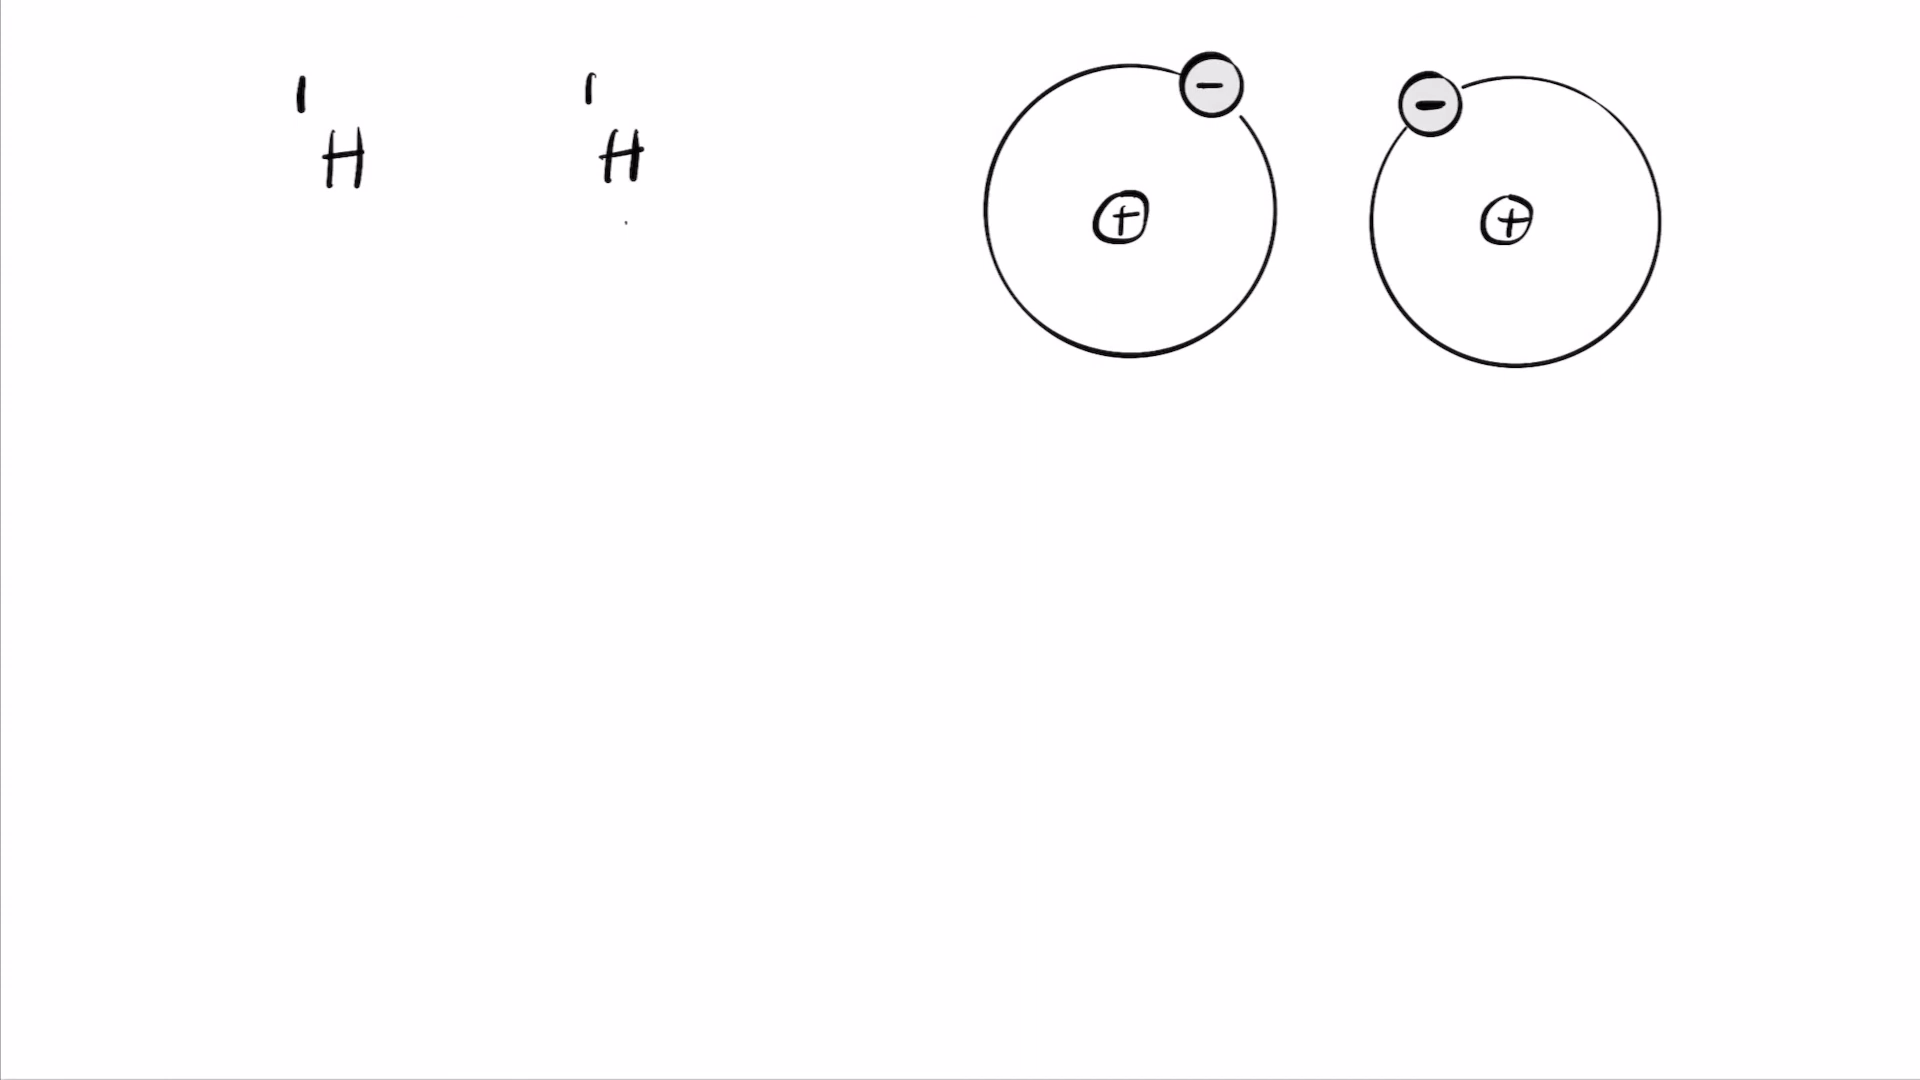 1 1
H H
- -
+ +